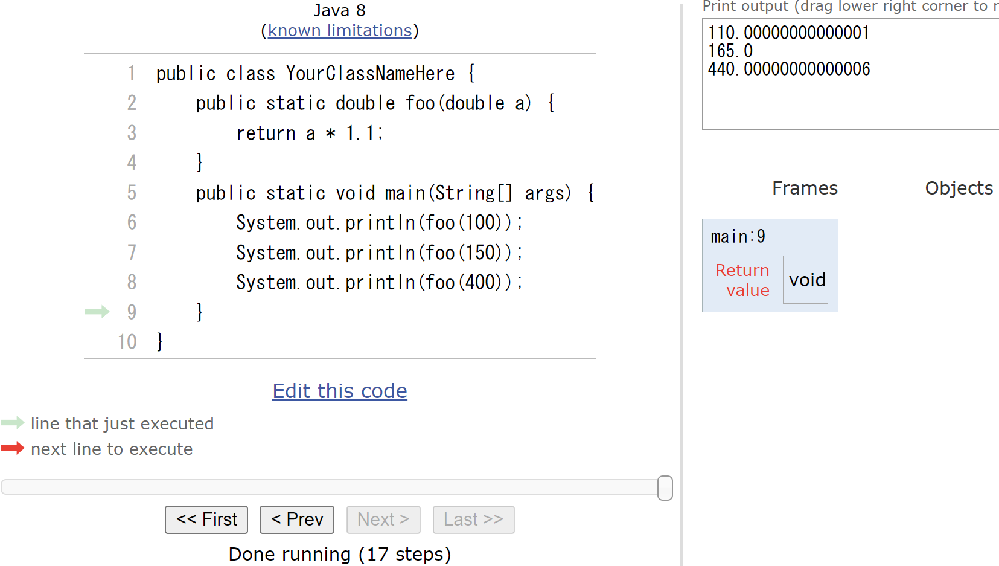 Java 8
(known limitations)
1 public class YourClassNameHere {
2     public static double foo(double a) {
3         return a * 1.1;
4     }
5     public static void main(String[] args) {
6         System.out.println(foo(100));
7         System.out.println(foo(150));
8         System.out.println(foo(400));
9     }
10 }
Edit this code
line that just executed
next line to execute
<< First
< Prev
Next >
Last >>
Done running (17 steps)
Print output (drag lower right corner to
110.00000000000001
165.0
440.00000000000006
Frames
Objects
main:9
Return
value
void